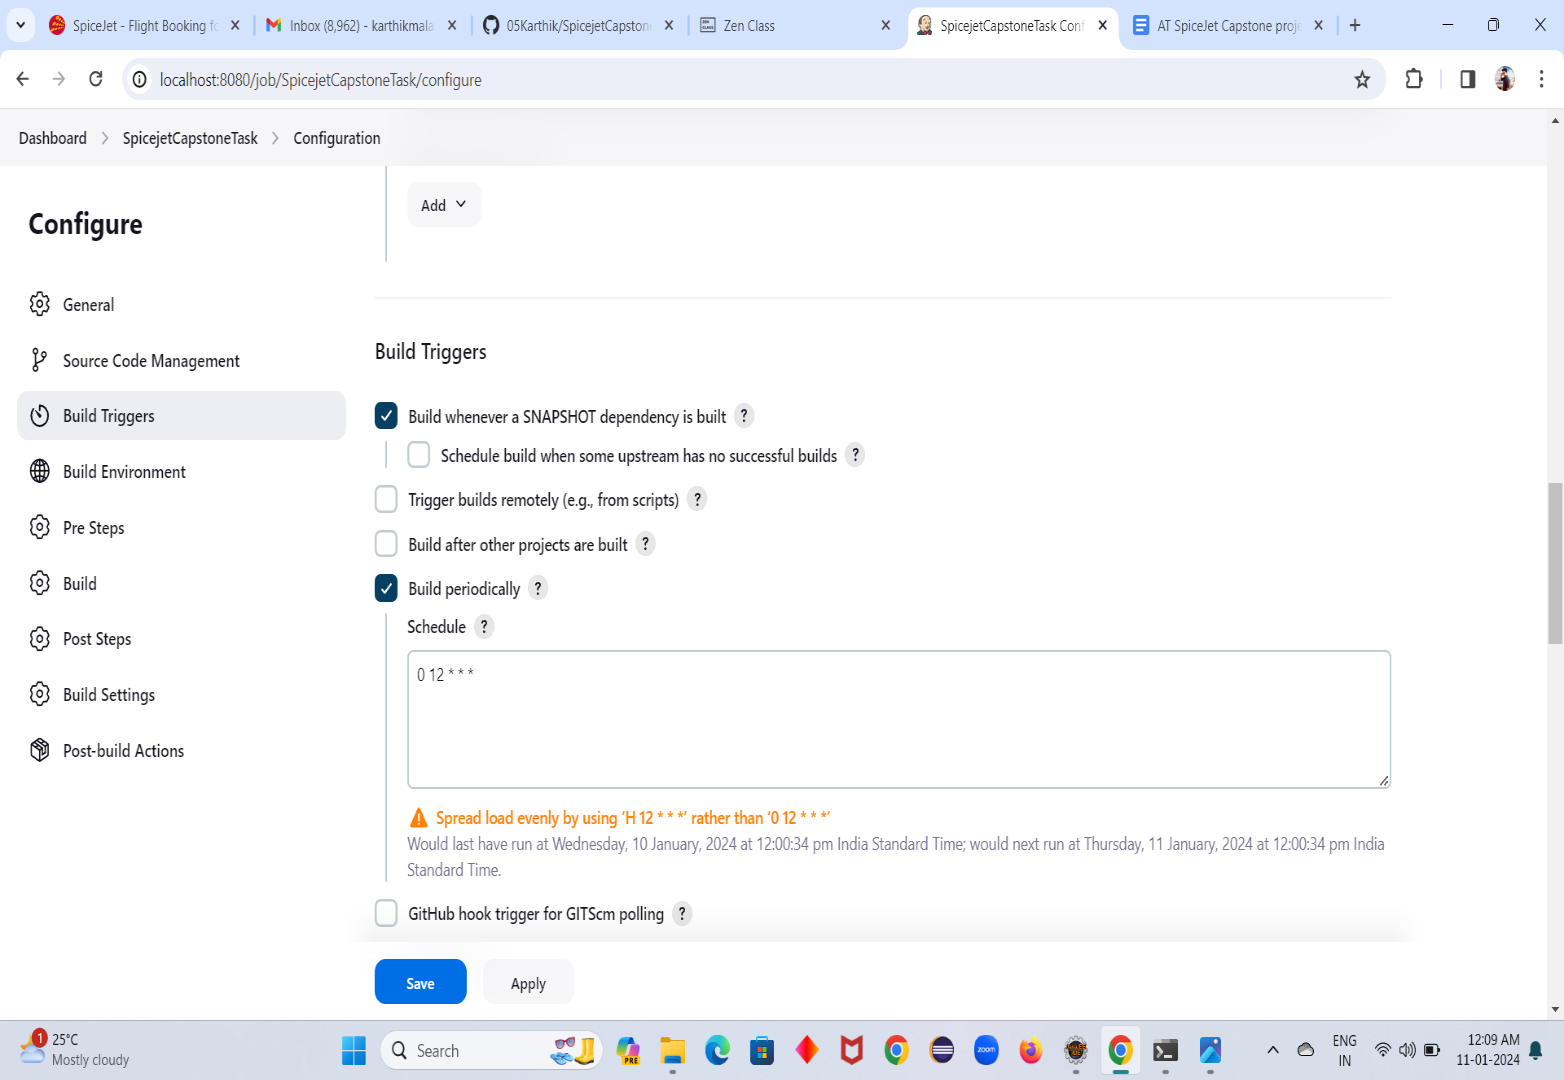 SpiceJet - Flight Booking fo
Inbox (8,962) - karthikmala
05Karthik/SpicejetCapstone
Zen Class
SpicejetCapstoneTask Conf
AT SpiceJet Capstone proje
localhost:8080/job/SpicejetCapstoneTask/configure
Dashboard > SpicejetCapstoneTask > Configuration
Add
Configure
General
Source Code Management
Build Triggers
Build Environment
Pre Steps
Build
Post Steps
Build Settings
Post-build Actions
Build Triggers
Build whenever a SNAPSHOT dependency is built ?
Schedule build when some upstream has no successful builds ?
Trigger builds remotely (e.g., from scripts) ?
Build after other projects are built ?
Build periodically ?
Schedule ?
0 12 * * *
Spread load evenly by using ‘H 12 * * *’ rather than ‘0 12 * * *’
Would last have run at Wednesday, 10 January, 2024 at 12:00:34 pm India Standard Time; would next run at Thursday, 11 January, 2024 at 12:00:34 pm India
Standard Time.
GitHub hook trigger for GITScm polling ?
Save
Apply
1
25°C
Mostly cloudy
Search
PRE
zoom
ENG
IN
12:09 AM
11-01-2024